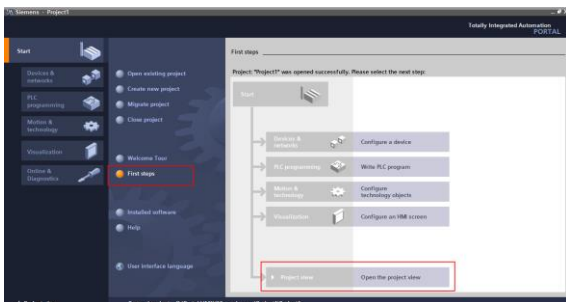 Siemens - Project1
Totally Integrated Automation
PORTAL
Start
Devices &
networks
PLC
programming
Motion &
technology
Visualization
Online &
Diagnostics
Open existing project
Create new project
Migrate project
Close project
Welcome Tour
First steps
Installed software
Help
User interface language
First steps
Project: "Project1" was opened successfully. Please select the next step:
Start
Devices &
networks
Configure a device
PLC programming
Write PLC program
Motion &
technology
Configure
technology objects
Visualization
Configure an HMI screen
Project view
Open the project view